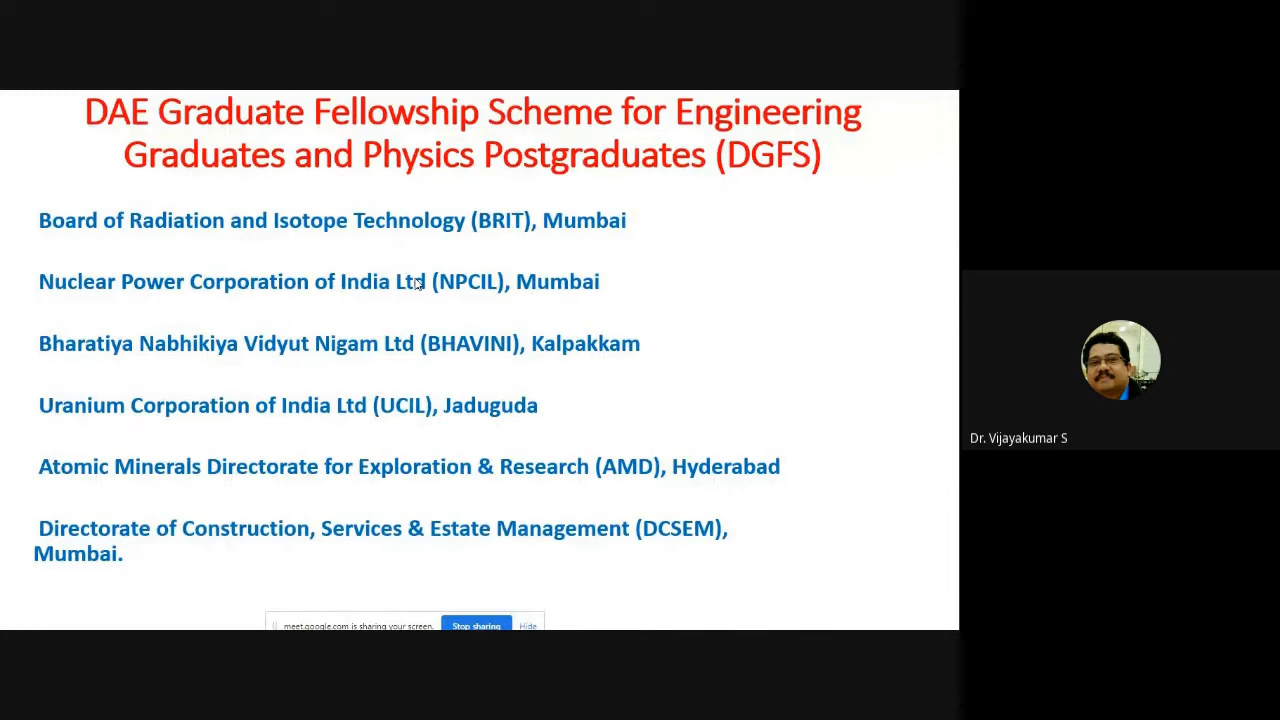 DAE Graduate Fellowship Scheme for Engineering
Graduates and Physics Postgraduates (DGFS)
Board of Radiation and Isotope Technology (BRIT), Mumbai
Nuclear Power Corporation of India Ltd (NPCIL), Mumbai
Bharatiya Nabhikiya Vidyut Nigam Ltd (BHAVINI), Kalpakkam
Uranium Corporation of India Ltd (UCIL), Jaduguda
Atomic Minerals Directorate for Exploration & Research (AMD), Hyderabad
Directorate of Construction, Services & Estate Management (DCSEM),
Mumbai.
meet.google.com is sharing your screen. Stop sharing Hide
Dr. Vijayakumar S